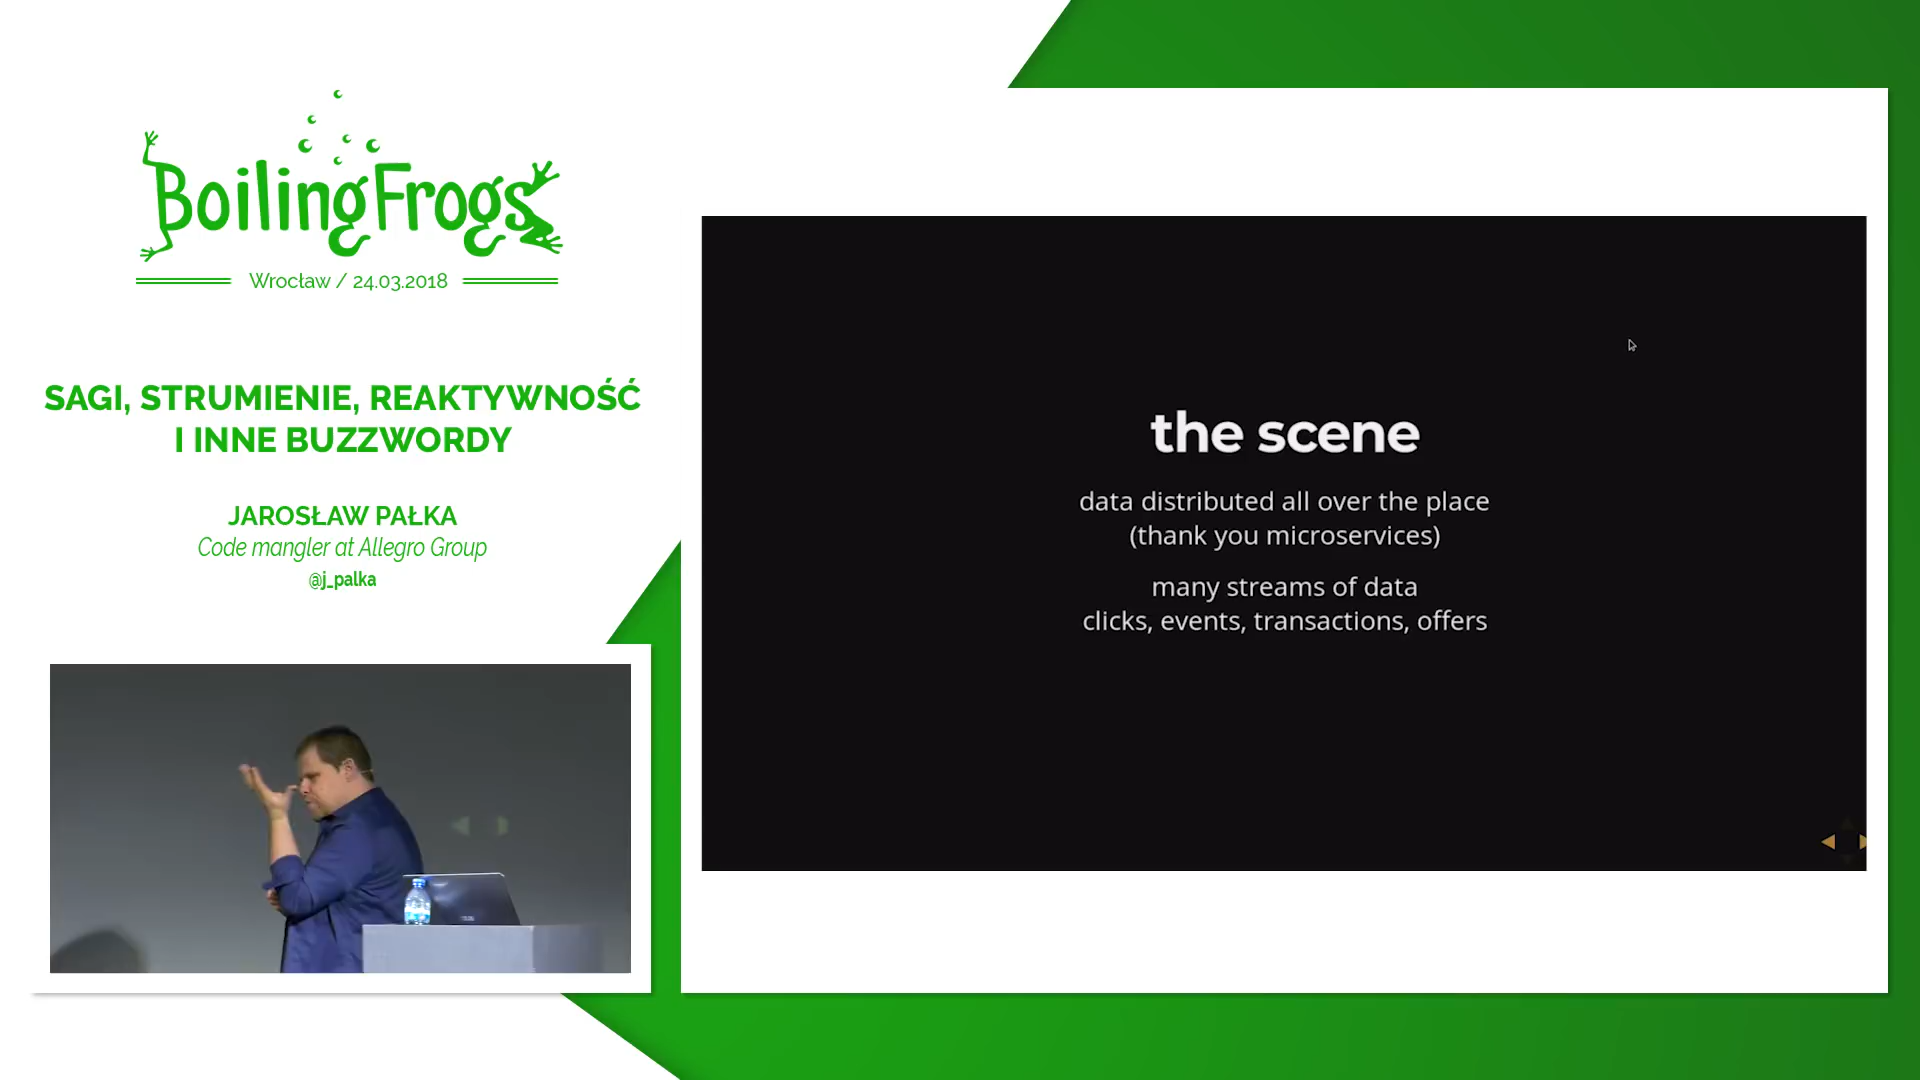 BoilingFrogs
Wrocław / 24.03.2018
SAGI, STRUMIENIE, REAKTYWNOŚĆ
I INNE BUZZWORDY
JAROSŁAW PAŁKA
Code mangler at Allegro Group
@j_palka
the scene
data distributed all over the place
(thank you microservices)
many streams of data
clicks, events, transactions, offers